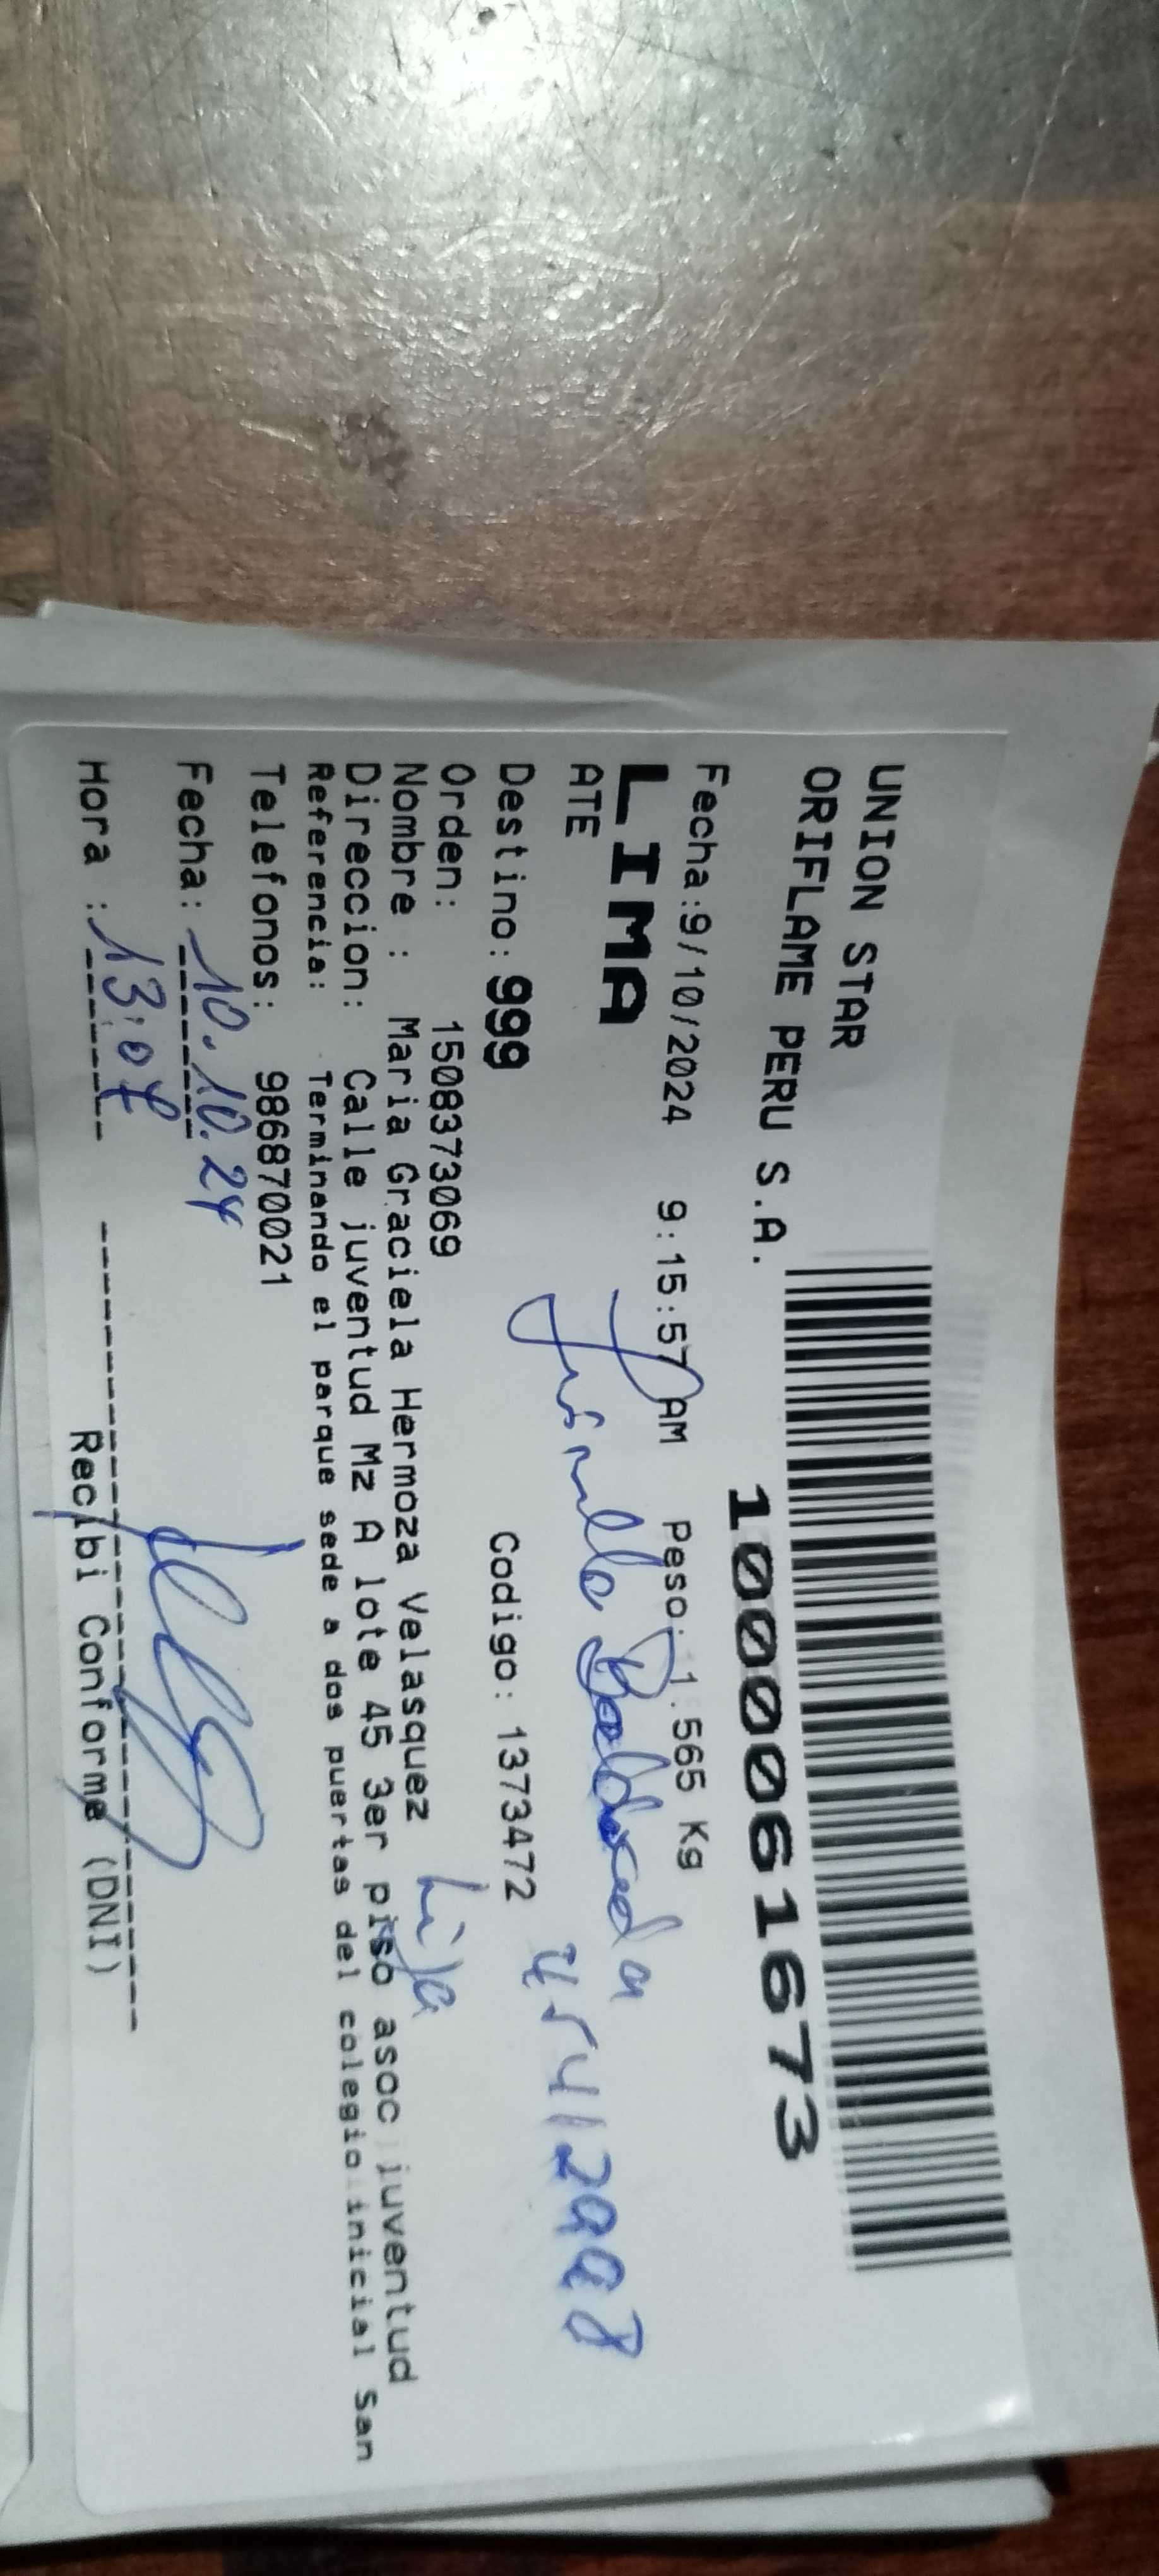 UNION STAR
ORIFLAME PERU S.A.
1000061673
Fecha:9/10/2024 9:15:57 AM Peso: 1.565 Kg
LIMA
ATE
Destino: 999 Codigo: 1373472
Orden: 1508373069
Nombre : Maria Graciela Hermoza Velasquez
hija
Direccion: Calle juventud Mz A lote 45 3er piso asoc juventud
Referencia: Terminando el parque sede a dos puertas del colegio inicial San
Telefonos: 986870021
Fecha: 10.10.24
Hora : 13:07
Recibi Conforme (DNI)